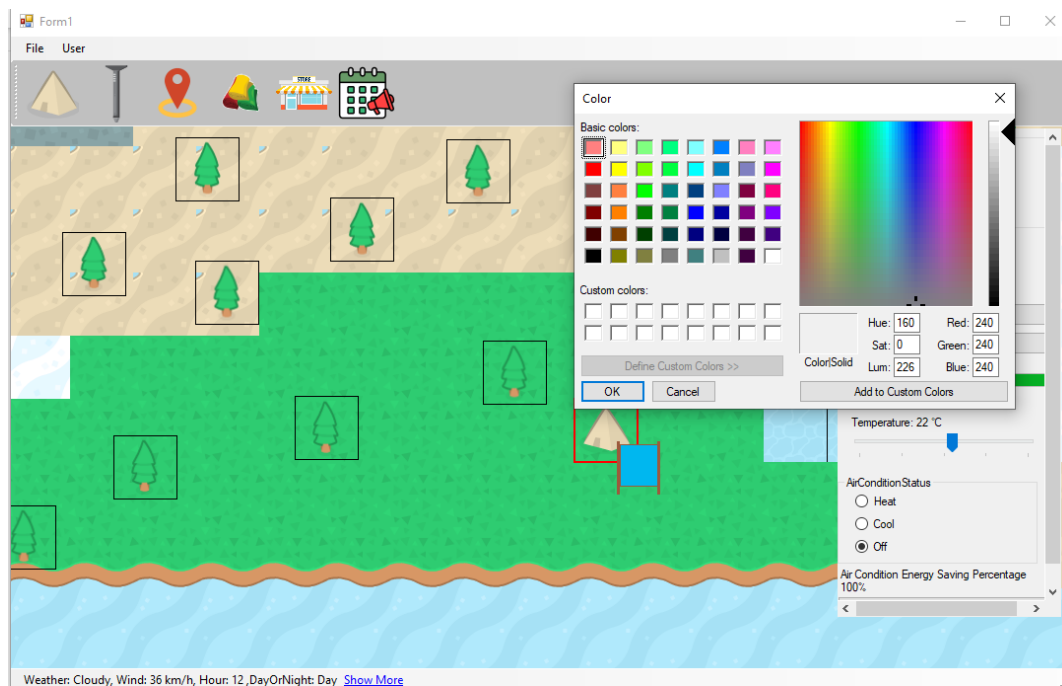 Form1
File User
STORE
Color
Basic colors:
Custom colors:
Define Custom Colors >>
OK Cancel
Color|Solid
Hue: 160 Red: 240
Sat: 0 Green: 240
Lum: 226 Blue: 240
Add to Custom Colors
Temperature: 22 °C
AirConditionStatus
Heat
Cool
Off
Air Condition Energy Saving Percentage
100%
Weather: Cloudy, Wind: 36 km/h, Hour: 12 ,DayOrNight: Day Show More